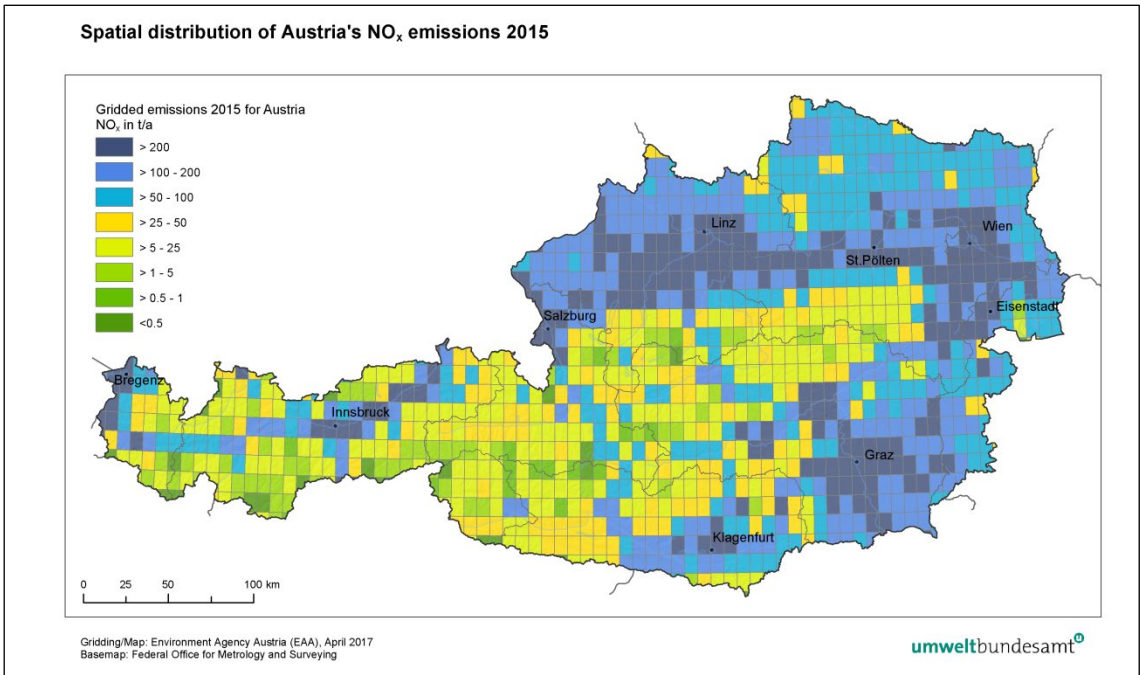 Spatial distribution of Austria's NOₓ emissions 2015
Gridded emissions 2015 for Austria
NOₓ in t/a
> 200
> 100 - 200
> 50 - 100
> 25 - 50
> 5 - 25
> 1 - 5
> 0.5 - 1
<0.5
Linz
Wien
St.Pölten
Eisenstadt
Salzburg
Bregenz
Innsbruck
Graz
Klagenfurt
0 25 50 100 km
Gridding/Map: Environment Agency Austria (EAA), April 2017
Basemap: Federal Office for Metrology and Surveying
umweltbundesamt